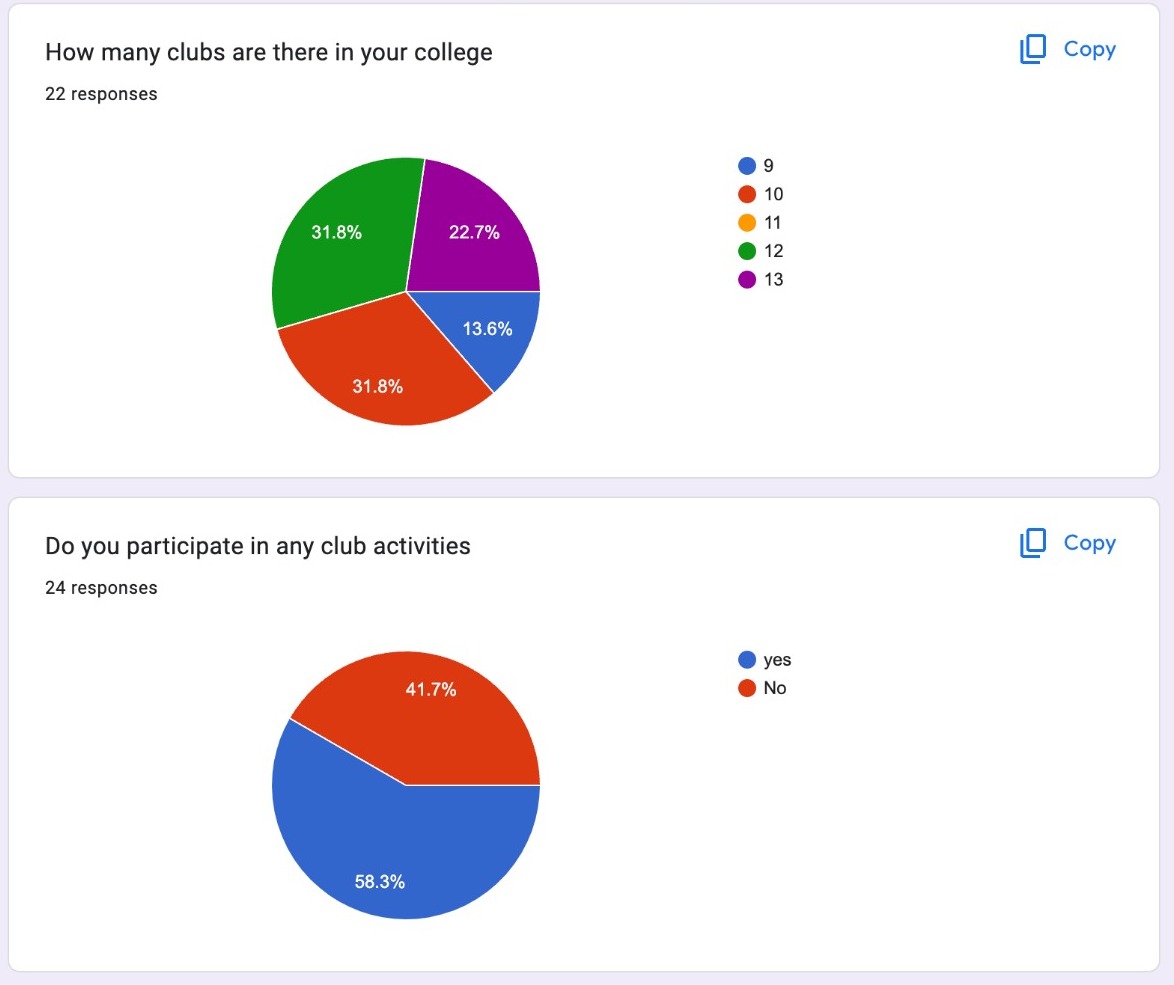 How many clubs are there in your college
Copy
22 responses
9
10
11
12
13
31.8%
22.7%
13.6%
31.8%
Do you participate in any club activities
Copy
24 responses
yes
No
41.7%
58.3%